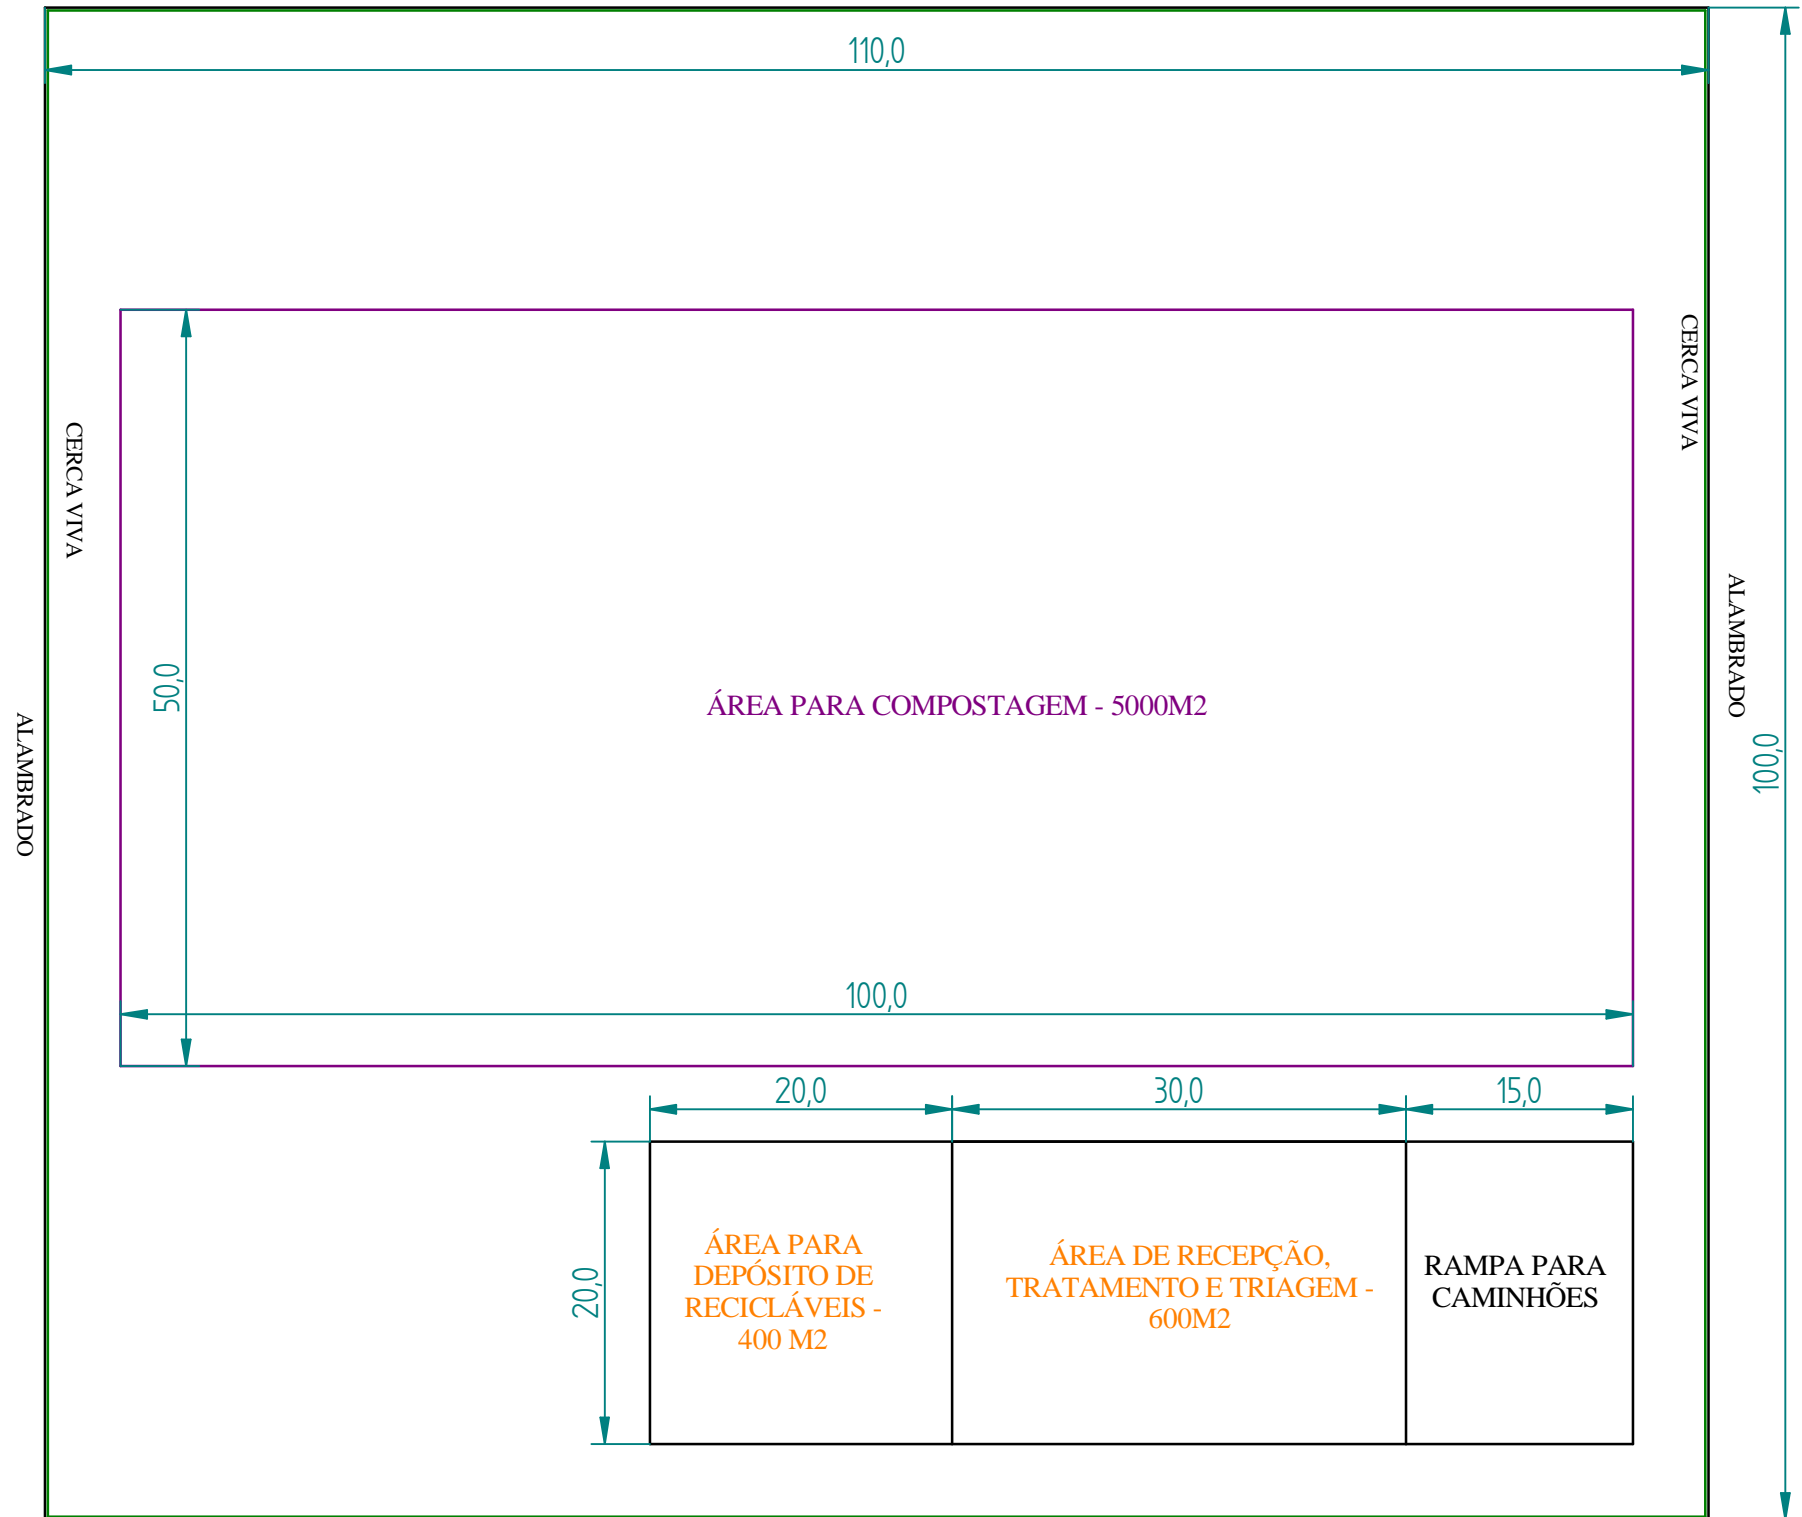 110,0
CERCA VIVA
CERCA VIVA
ALAMBRADO
ALAMBRADO
50,0
ÁREA PARA COMPOSTAGEM - 5000M2
100,0
100,0
20,0
30,0
15,0
20,0
ÁREA PARA
DEPÓSITO DE
RECICLÁVEIS -
400 M2
ÁREA DE RECEPÇÃO,
TRATAMENTO E TRIAGEM -
600M2
RAMPA PARA
CAMINHÕES